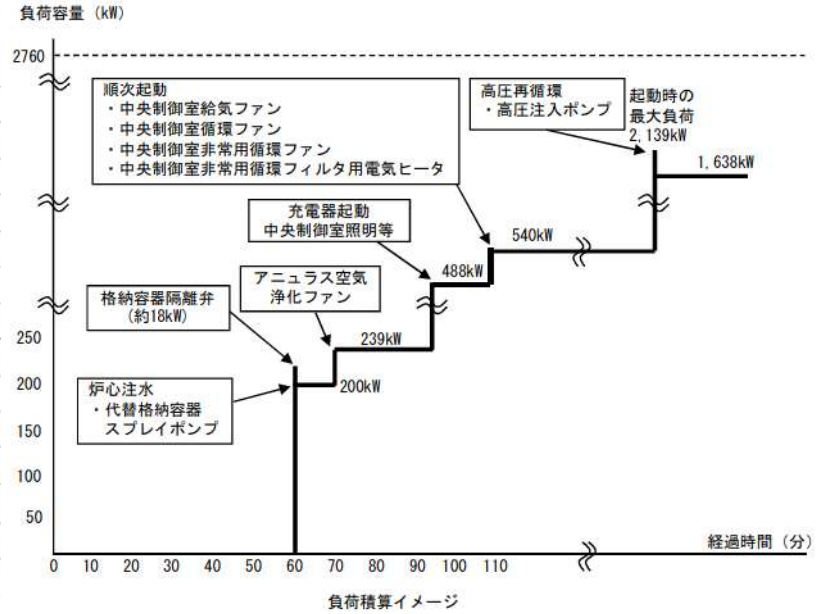 負荷容量 (kW)
2760
順次起動
・中央制御室給気ファン
・中央制御室循環ファン
・中央制御室非常用循環ファン
・中央制御室非常用循環フィルタ用電気ヒータ
高圧再循環
・高圧注入ポンプ
起動時の
最大負荷
2,139kW
1,638kW
充電器起動
中央制御室照明等
540kW
488kW
アニュラス空気
浄化ファン
格納容器隔離弁
(約18kW)
239kW
200kW
炉心注水
・代替格納容器
スプレイポンプ
250
200
150
100
50
0 10 20 30 40 50 60 70 80 90 100 110
経過時間 (分)
負荷積算イメージ